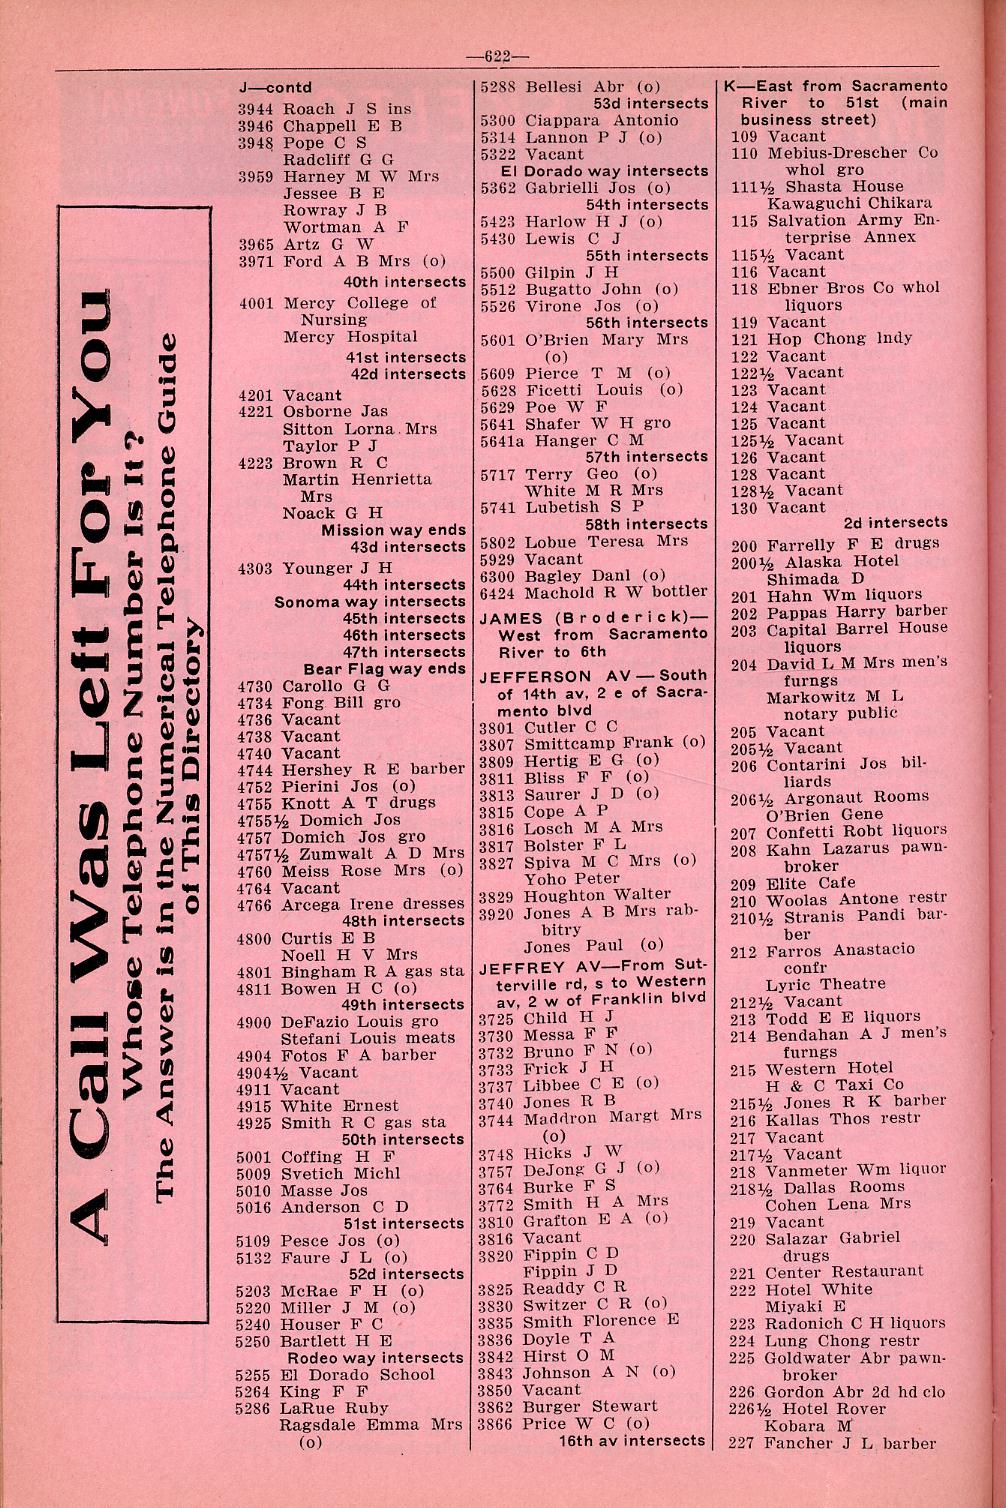 —622—
A Call Was Left For You
Whose Telephone Number Is It?
The Answer is in the Numerical Telephone Guide
of This Directory
J—contd
3944 Roach J S ins
3946 Chappell E B
3948 Pope C S
Radcliff G G
3959 Harney M W Mrs
Jessee B E
Rowray J B
Wortman A F
3965 Artz G W
3971 Ford A B Mrs (o)
40th intersects
4001 Mercy College of
Nursing
Mercy Hospital
41st intersects
42d intersects
4201 Vacant
4221 Osborne Jas
Sitton Lorna Mrs
Taylor P J
4223 Brown R C
Martin Henrietta
Mrs
Noack G H
Mission way ends
43d intersects
4303 Younger J H
44th intersects
Sonoma way intersects
45th intersects
46th intersects
47th intersects
Bear Flag way ends
4730 Carollo G G
4734 Fong Bill gro
4736 Vacant
4738 Vacant
4740 Vacant
4744 Hershey R E barber
4752 Pierini Jos (o)
4755 Knott A T drugs
4755½ Domich Jos
4757 Domich Jos gro
4757½ Zumwalt A D Mrs
4760 Meiss Rose Mrs (o)
4764 Vacant
4766 Arcega Irene dresses
48th intersects
4800 Curtis E B
Noell H V Mrs
4801 Bingham R A gas sta
4811 Bowen H C (o)
49th intersects
4900 DeFazio Louis gro
Stefani Louis meats
4904 Fotos F A barber
4904½ Vacant
4911 Vacant
4915 White Ernest
4925 Smith R C gas sta
50th intersects
5001 Coffing H F
5009 Svetich Michl
5010 Masse Jos
5016 Anderson C D
51st intersects
5109 Pesce Jos (o)
5132 Faure J L (o)
52d intersects
5203 McRae F H (o)
5220 Miller J M (o)
5240 Houser F C
5250 Bartlett H E
Rodeo way intersects
5255 El Dorado School
5264 King F F
5286 LaRue Ruby
Ragsdale Emma Mrs
(o)
5288 Bellesi Abr (o)
53d intersects
5300 Ciappara Antonio
5314 Lannon P J (o)
5322 Vacant
El Dorado way intersects
5362 Gabrielli Jos (o)
54th intersects
5423 Harlow H J (o)
5430 Lewis C J
55th intersects
5500 Gilpin J H
5512 Bugatto John (o)
5526 Virone Jos (o)
56th intersects
5601 O'Brien Mary Mrs
(o)
5609 Pierce T M (o)
5628 Ficetti Louis (o)
5629 Poe W F
5641 Shafer W H gro
5641a Hanger C M
57th intersects
5717 Terry Geo (o)
White M R Mrs
5741 Lubetish S P
58th intersects
5802 Lobue Teresa Mrs
5929 Vacant
6300 Bagley Danl (o)
6424 Machold R W bottler
JAMES (Broderick)—
West from Sacramento
River to 6th
JEFFERSON AV—South
of 14th av, 2 e of Sacra-
mento blvd
3801 Cutler C C
3807 Smittcamp Frank (o)
3809 Hertig E G (o)
3811 Bliss F F (o)
3813 Saurer J D (o)
3815 Cope A P
3816 Losch M A Mrs
3817 Bolster F L
3827 Spiva M C Mrs (o)
Yoho Peter
3829 Houghton Walter
3920 Jones A B Mrs rab-
bitry
Jones Paul (o)
JEFFREY AV—From Sut-
terville rd, s to Western
av, 2 w of Franklin blvd
3725 Child H J
3730 Messa F F
3732 Bruno F N (o)
3733 Frick J H
3737 Libbee C E (o)
3740 Jones R B
3744 Maddron Margt Mrs
(o)
3748 Hicks J W
3757 DeJong G J (o)
3764 Burke F S
3772 Smith H A Mrs
3810 Grafton E A (o)
3816 Vacant
3820 Fippin C D
Fippin J D
3825 Readdy C R
3830 Switzer C R (o)
3835 Smith Florence E
3836 Doyle T A
3842 Hirst O M
3843 Johnson A N (o)
3850 Vacant
3862 Burger Stewart
3866 Price W C (o)
16th av intersects
K—East from Sacramento
River to 51st (main
business street)
109 Vacant
110 Mebius-Drescher Co
whol gro
111½ Shasta House
Kawaguchi Chikara
115 Salvation Army En-
terprise Annex
115½ Vacant
116 Vacant
118 Ebner Bros Co whol
liquors
119 Vacant
121 Hop Chong lndy
122 Vacant
122½ Vacant
123 Vacant
124 Vacant
125 Vacant
125½ Vacant
126 Vacant
128 Vacant
128½ Vacant
130 Vacant
2d intersects
200 Farrelly F E drugs
200½ Alaska Hotel
Shimada D
201 Hahn Wm liquors
202 Pappas Harry barber
203 Capital Barrel House
liquors
204 David L M Mrs men's
furngs
Markowitz M L
notary public
205 Vacant
205½ Vacant
206 Contarini Jos bil-
liards
206½ Argonaut Rooms
O'Brien Gene
207 Confetti Robt liquors
208 Kahn Lazarus pawn-
broker
209 Elite Cafe
210 Woolas Antone restr
210½ Stranis Pandi bar-
ber
212 Farros Anastacio
confr
Lyric Theatre
212½ Vacant
213 Todd E E liquors
214 Bendahan A J men's
furngs
215 Western Hotel
H & C Taxi Co
215½ Jones R K barber
216 Kallas Thos restr
217 Vacant
217½ Vacant
218 Vanmeter Wm liquor
218½ Dallas Rooms
Cohen Lena Mrs
219 Vacant
220 Salazar Gabriel
drugs
221 Center Restaurant
222 Hotel White
Miyaki E
223 Radonich C H liquors
224 Lung Chong restr
225 Goldwater Abr pawn-
broker
226 Gordon Abr 2d hd clo
226½ Hotel Rover
Kobara M
227 Fancher J L barber